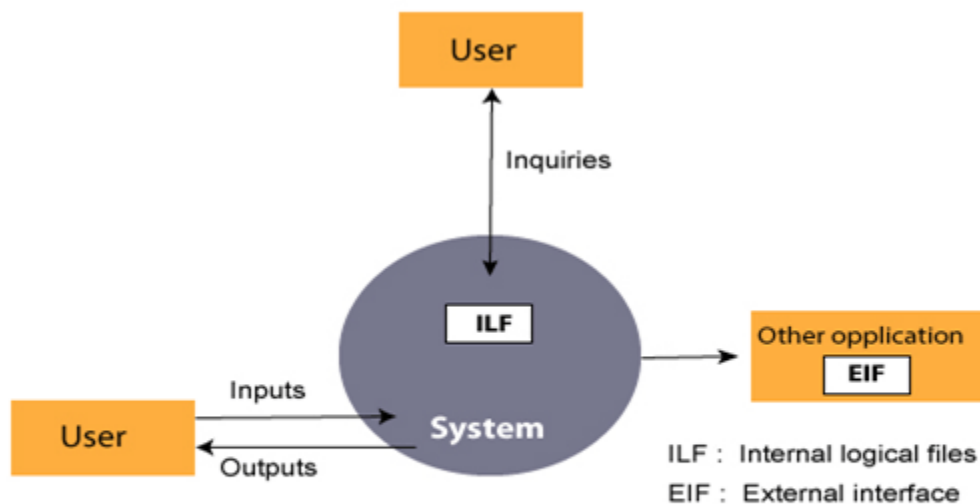 User
Inquiries
ILF
Other opplication
EIF
Inputs
User
System
Outputs
ILF : Internal logical files
EIF : External interface